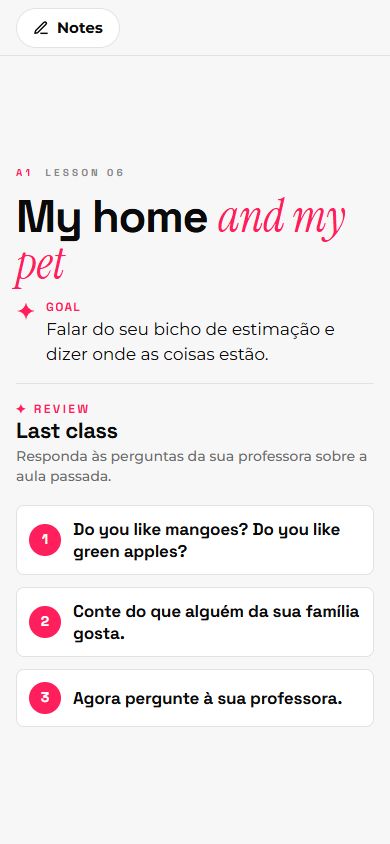 Notes
A1 LESSON 06
My home and my
pet
GOAL
Falar do seu bicho de estimação e
dizer onde as coisas estão.
REVIEW
Last class
Responda às perguntas da sua professora sobre a
aula passada.
1 Do you like mangoes? Do you like
green apples?
2 Conte do que alguém da sua família
gosta.
3 Agora pergunte à sua professora.